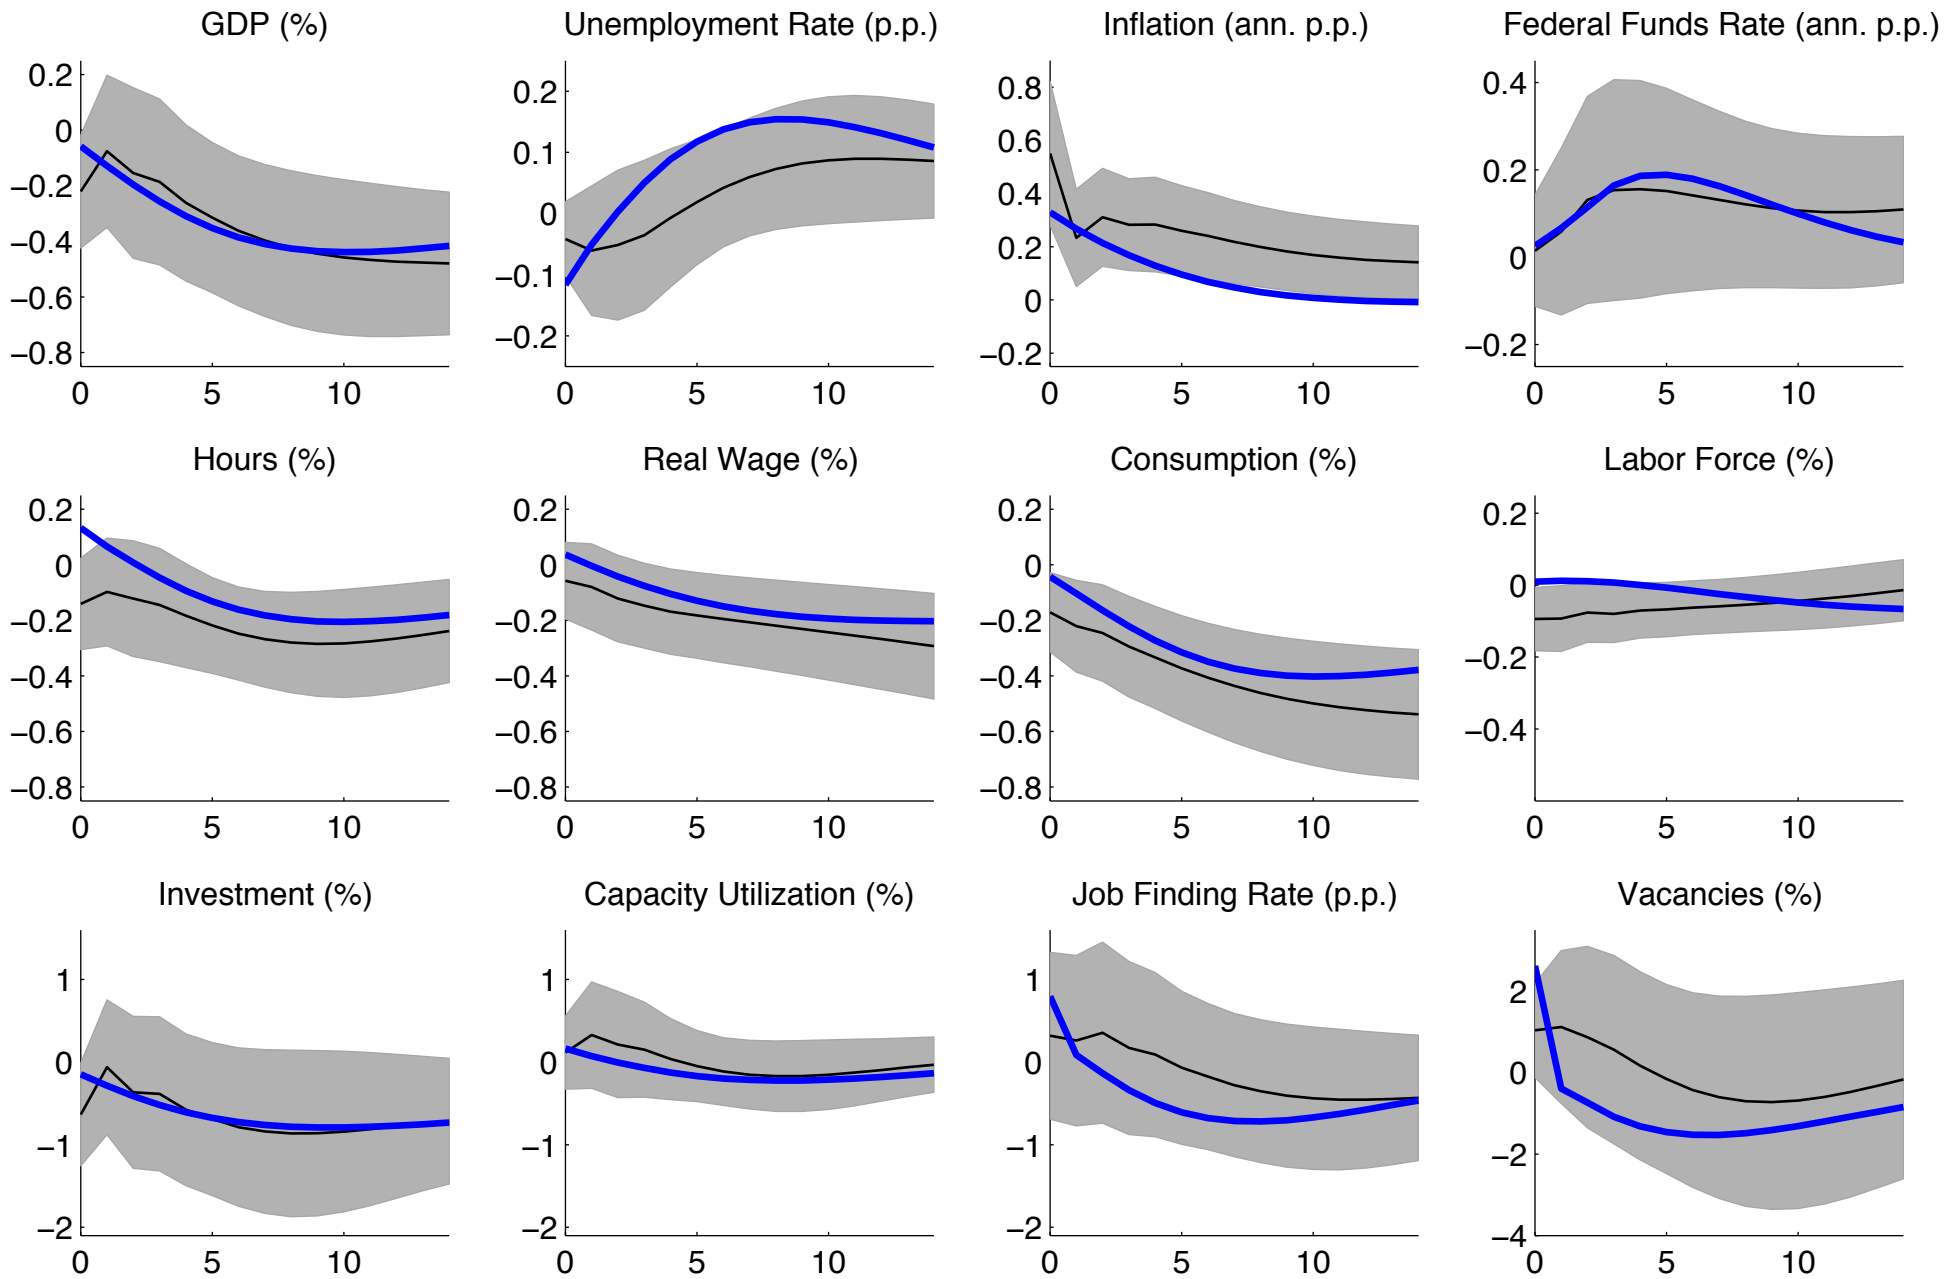 GDP (%)
0.2
0
−0.2
−0.4
−0.6
−0.8
0 5 10
Unemployment Rate (p.p.)
0.2
0.1
0
−0.1
−0.2
0 5 10
Inflation (ann. p.p.)
0.8
0.6
0.4
0.2
0
−0.2
0 5 10
Federal Funds Rate (ann. p.p.)
0.4
0.2
0
−0.2
0 5 10
Hours (%)
0.2
0
−0.2
−0.4
−0.6
−0.8
0 5 10
Real Wage (%)
0.2
0
−0.2
−0.4
−0.6
−0.8
0 5 10
Consumption (%)
0.2
0
−0.2
−0.4
−0.6
−0.8
0 5 10
Labor Force (%)
0.2
0
−0.2
−0.4
0 5 10
Investment (%)
1
0
−1
−2
0 5 10
Capacity Utilization (%)
1
0
−1
−2
0 5 10
Job Finding Rate (p.p.)
1
0
−1
−2
0 5 10
Vacancies (%)
2
0
−2
−4
0 5 10